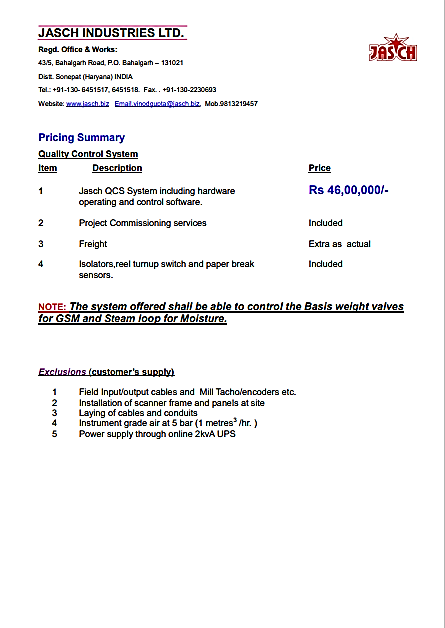 JASCH INDUSTRIES LTD.
Regd. Office & Works:
43/5, Bahalgarh Road, P.O. Bahalgarh – 131021
Distt. Sonepat (Haryana) INDIA
Tel.: +91-130- 6451517, 6451518. Fax. . +91-130-2230693
Website: www.jasch.biz Email.vinodgupta@jasch.biz, Mob.9813219457
JASCH
Pricing Summary
Quality Control System
Item Description Price
1 Jasch QCS System including hardware Rs 46,00,000/-
operating and control software.
2 Project Commissioning services Included
3 Freight Extra as actual
4 Isolators,reel turnup switch and paper break Included
sensors.
NOTE: The system offered shall be able to control the Basis weight valves
for GSM and Steam loop for Moisture.
Exclusions (customer's supply)
1 Field Input/output cables and Mill Tacho/encoders etc.
2 Installation of scanner frame and panels at site
3 Laying of cables and conduits
4 Instrument grade air at 5 bar (1 metres³ /hr. )
5 Power supply through online 2kvA UPS